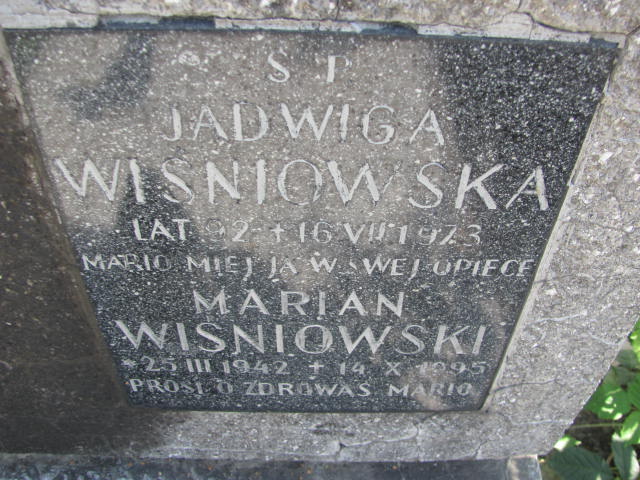 Ś P
JADWIGA
WIŚNIOWSKA
LAT 92 + 16 VII 1973
MARIO MIEJ JĄ W SWEJ OPIECE
MARIAN
WIŚNIOWSKI
*25 III 1942 + 14 X 1995
PROSI O ZDROWAŚ MARIO